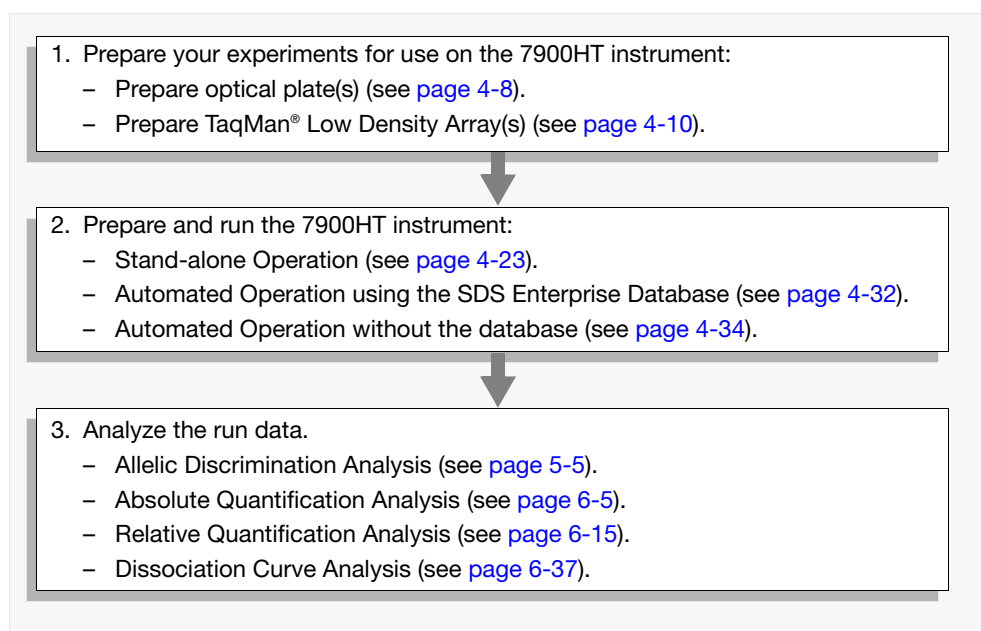 1. Prepare your experiments for use on the 7900HT instrument:
– Prepare optical plate(s) (see page 4-8).
– Prepare TaqMan® Low Density Array(s) (see page 4-10).
2. Prepare and run the 7900HT instrument:
– Stand-alone Operation (see page 4-23).
– Automated Operation using the SDS Enterprise Database (see page 4-32).
– Automated Operation without the database (see page 4-34).
3. Analyze the run data.
– Allelic Discrimination Analysis (see page 5-5).
– Absolute Quantification Analysis (see page 6-5).
– Relative Quantification Analysis (see page 6-15).
– Dissociation Curve Analysis (see page 6-37).